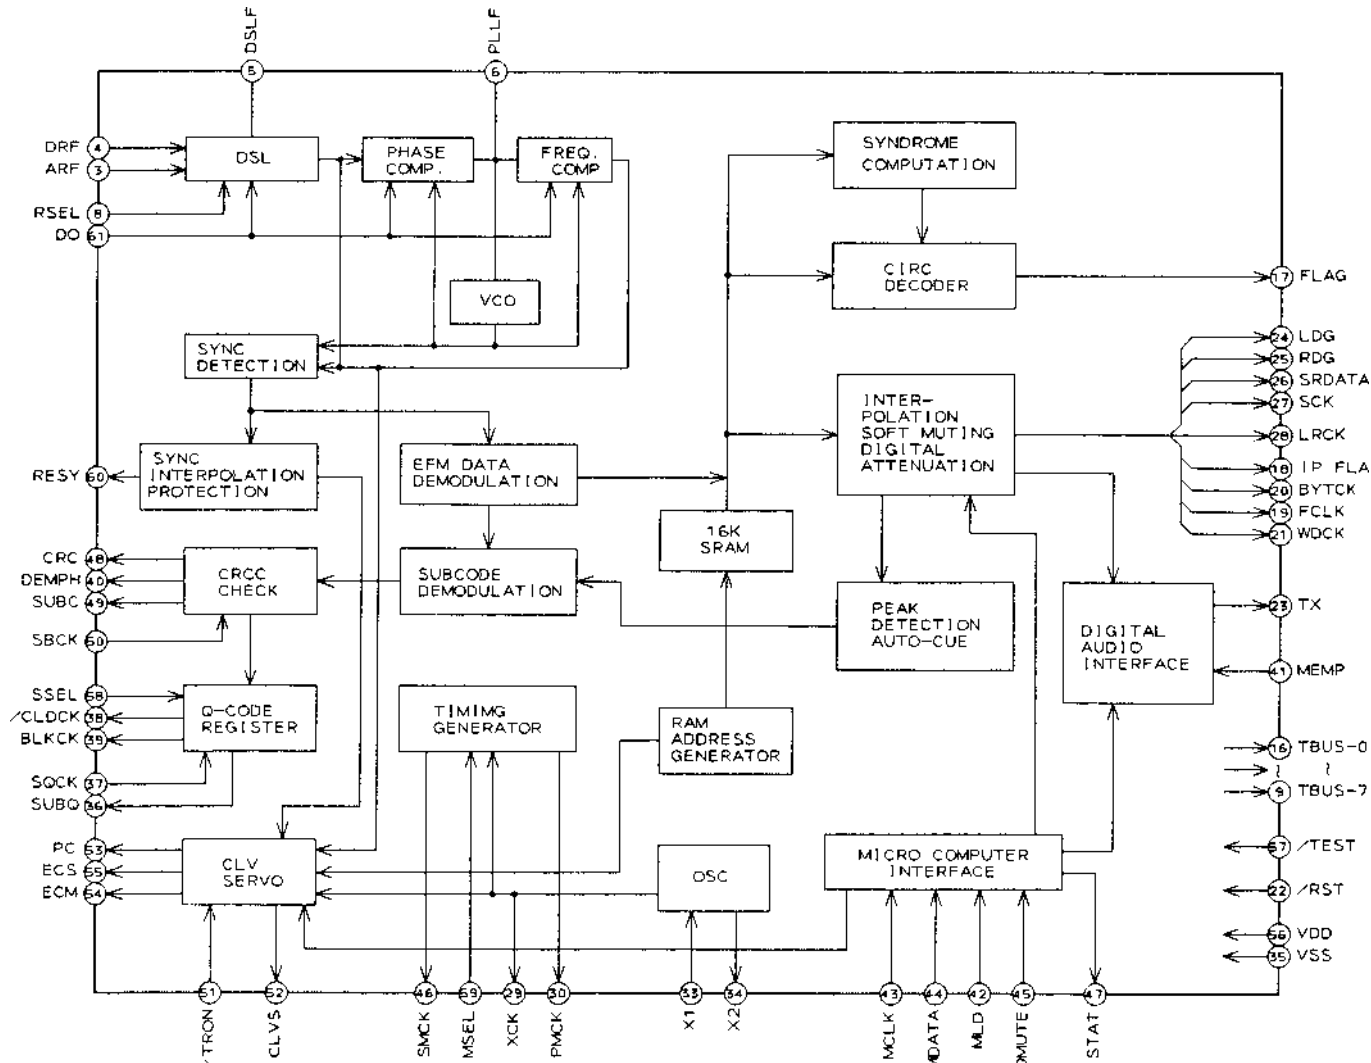 DSLF
PLLF
5
6
DRF 4
ARF 3
RSEL 8
DO 61
DSL
PHASE
COMP.
FREQ.
COMP
VCO
SYNDROME
COMPUTATION
CIRC
DECODER
17 FLAG
SYNC
DETECTION
24 LDG
25 RDG
26 SRDATA
27 SCK
28 LRCK
18 IP FLA
20 BYTCK
19 FCLK
21 WDCK
INTER-
POLATION
SOFT MUTING
DIGITAL
ATTENUATION
RESY 60
SYNC
INTERPOLATION
PROTECTION
EFM DATA
DEMODULATION
16K
SRAM
CRC 48
DEMPH 40
SUBC 49
SBCK 50
CRCC
CHECK
SUBCODE
DEMODULATION
PEAK
DETECTION
AUTO-CUE
DIGITAL
AUDIO
INTERFACE
23 TX
41 MEMP
SSEL 58
/CLDCK 38
BLKCK 39
SQCK 37
SUBQ 36
Q-CODE
REGISTER
TIMIMG
GENERATOR
RAM
ADDRESS
GENERATOR
16 TBUS-0
9 TBUS-7
PC 53
ECS 55
ECM 54
CLV
SERVO
OSC
MICRO COMPUTER
INTERFACE
57 /TEST
22 /RST
56 VDD
35 VSS
51
52
46
59
29
30
33
34
43
44
42
45
47
/TRON
CLVS
SMCK
MSEL
XCK
PMCK
X1
X2
MCLK
MDATA
MLD
DMUTE
STAT